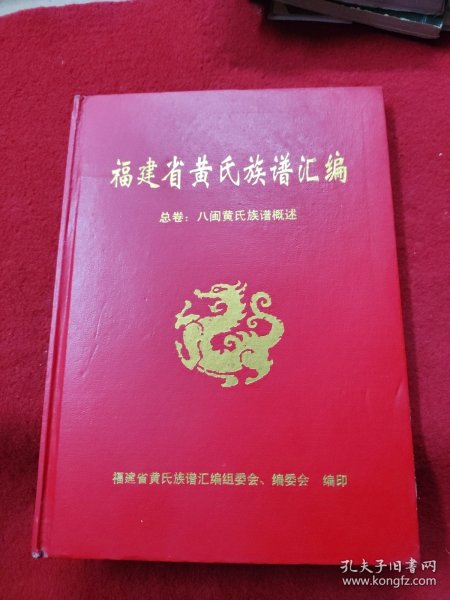 福建省黄氏族谱汇编
总卷：八闽黄氏族谱概述
福建省黄氏族谱汇编组委会、编委会 编印
孔夫子旧书网
www.kongfz.com